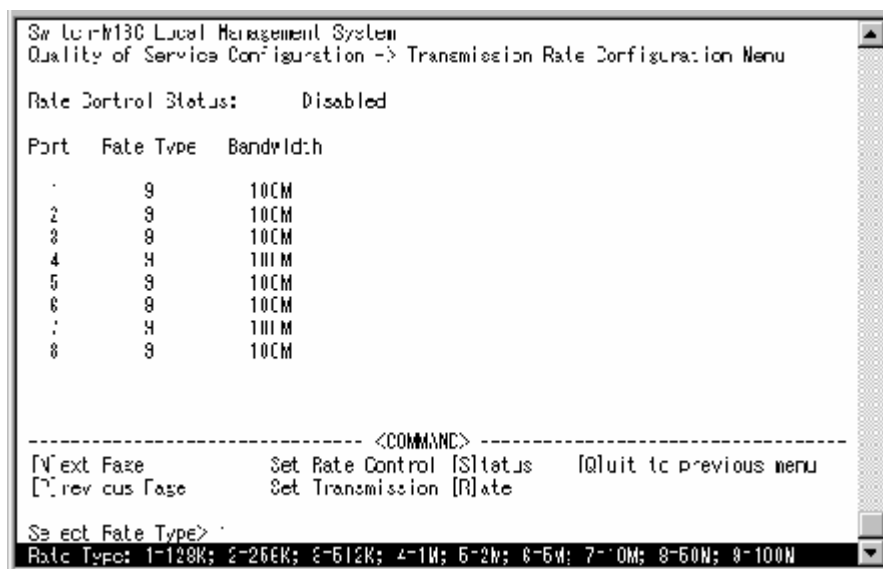 Local Management System
Quality of Service Configuration -> Transmission Rate Configuration Menu
Rate Control Status: Disabled
Port Rate Type Bandwidth
1 9 100M
2 9 100M
3 9 100M
4 9 100M
5 9 100M
6 9 100M
7 9 100M
8 9 100M
-------------------------------- <COMMAND> -----------------------------------
[N]ext Page Set Rate Control [S]tatus [Q]uit to previous menu
[P]revious Page Set Transmission [R]ate
Select Rate Type>
Rate Type: 1-128K; 2-256K; 3-512K; 4-1M; 5-2M; 6-5M; 7-10M; 8-50M; 9-100M